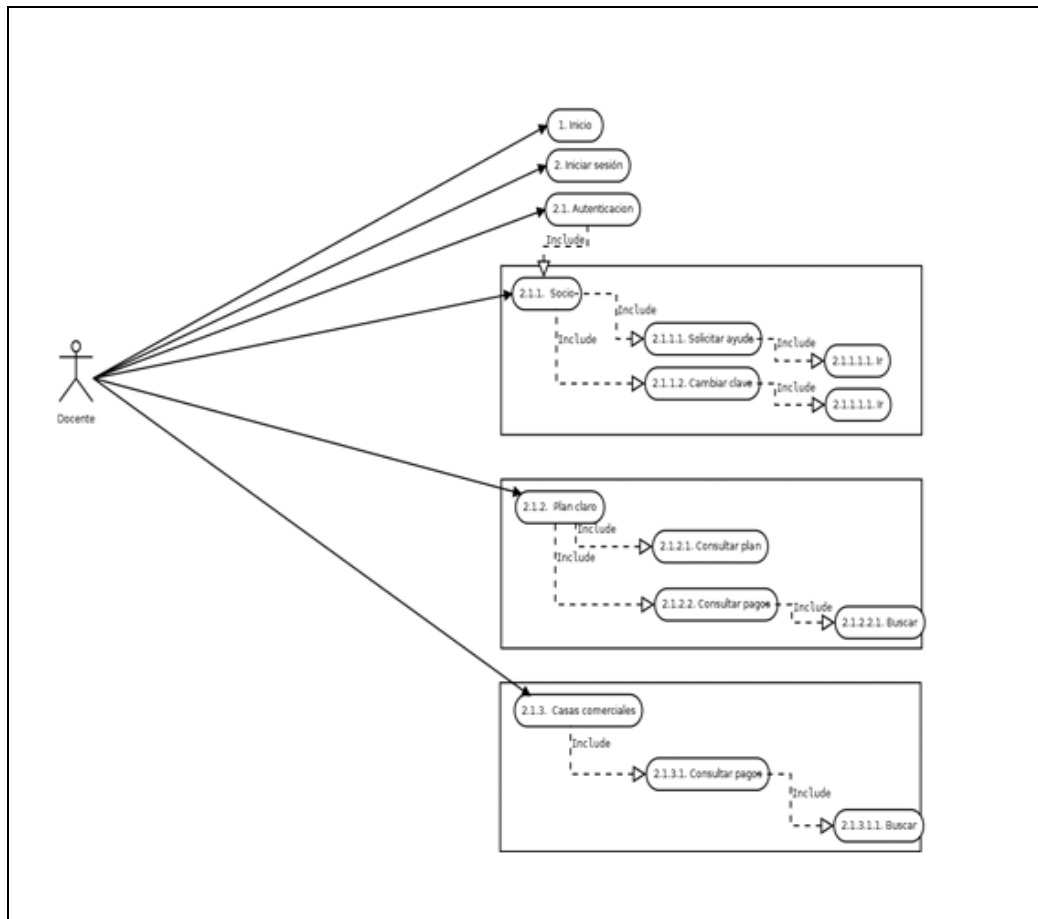 1. Inicio
2. Iniciar sesión
2.1. Autenticacion
Include
2.1.1. Socio
Include
Include
2.1.1.1. Solicitar ayuda
Include
2.1.1.1.1. Ir
2.1.1.2. Cambiar clave
Include
2.1.1.1.1. Ir
Docente
2.1.2. Plan claro
Include
Include
2.1.2.1. Consultar plan
2.1.2.2. Consultar pagos
Include
2.1.2.2.1. Buscar
2.1.3. Casas comerciales
Include
2.1.3.1. Consultar pagos
Include
2.1.3.1.1. Buscar